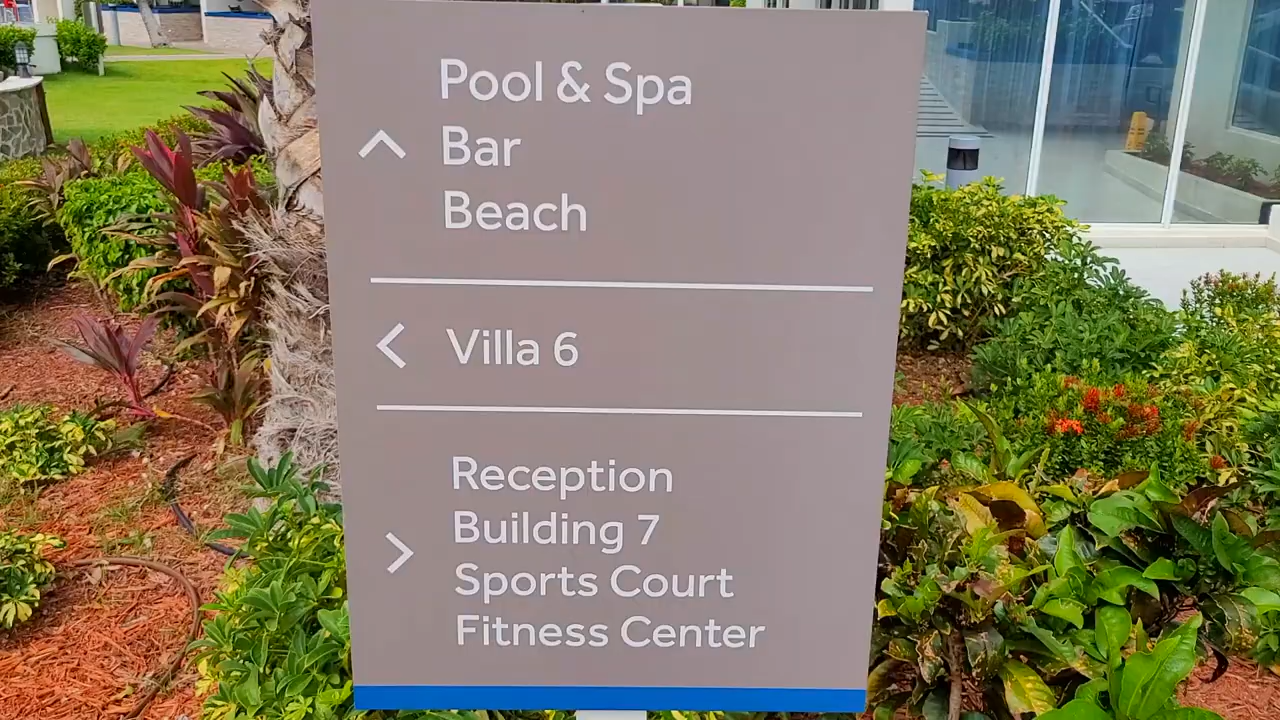 Pool & Spa
Bar
Beach
Villa 6
Reception
Building 7
Sports Court
Fitness Center